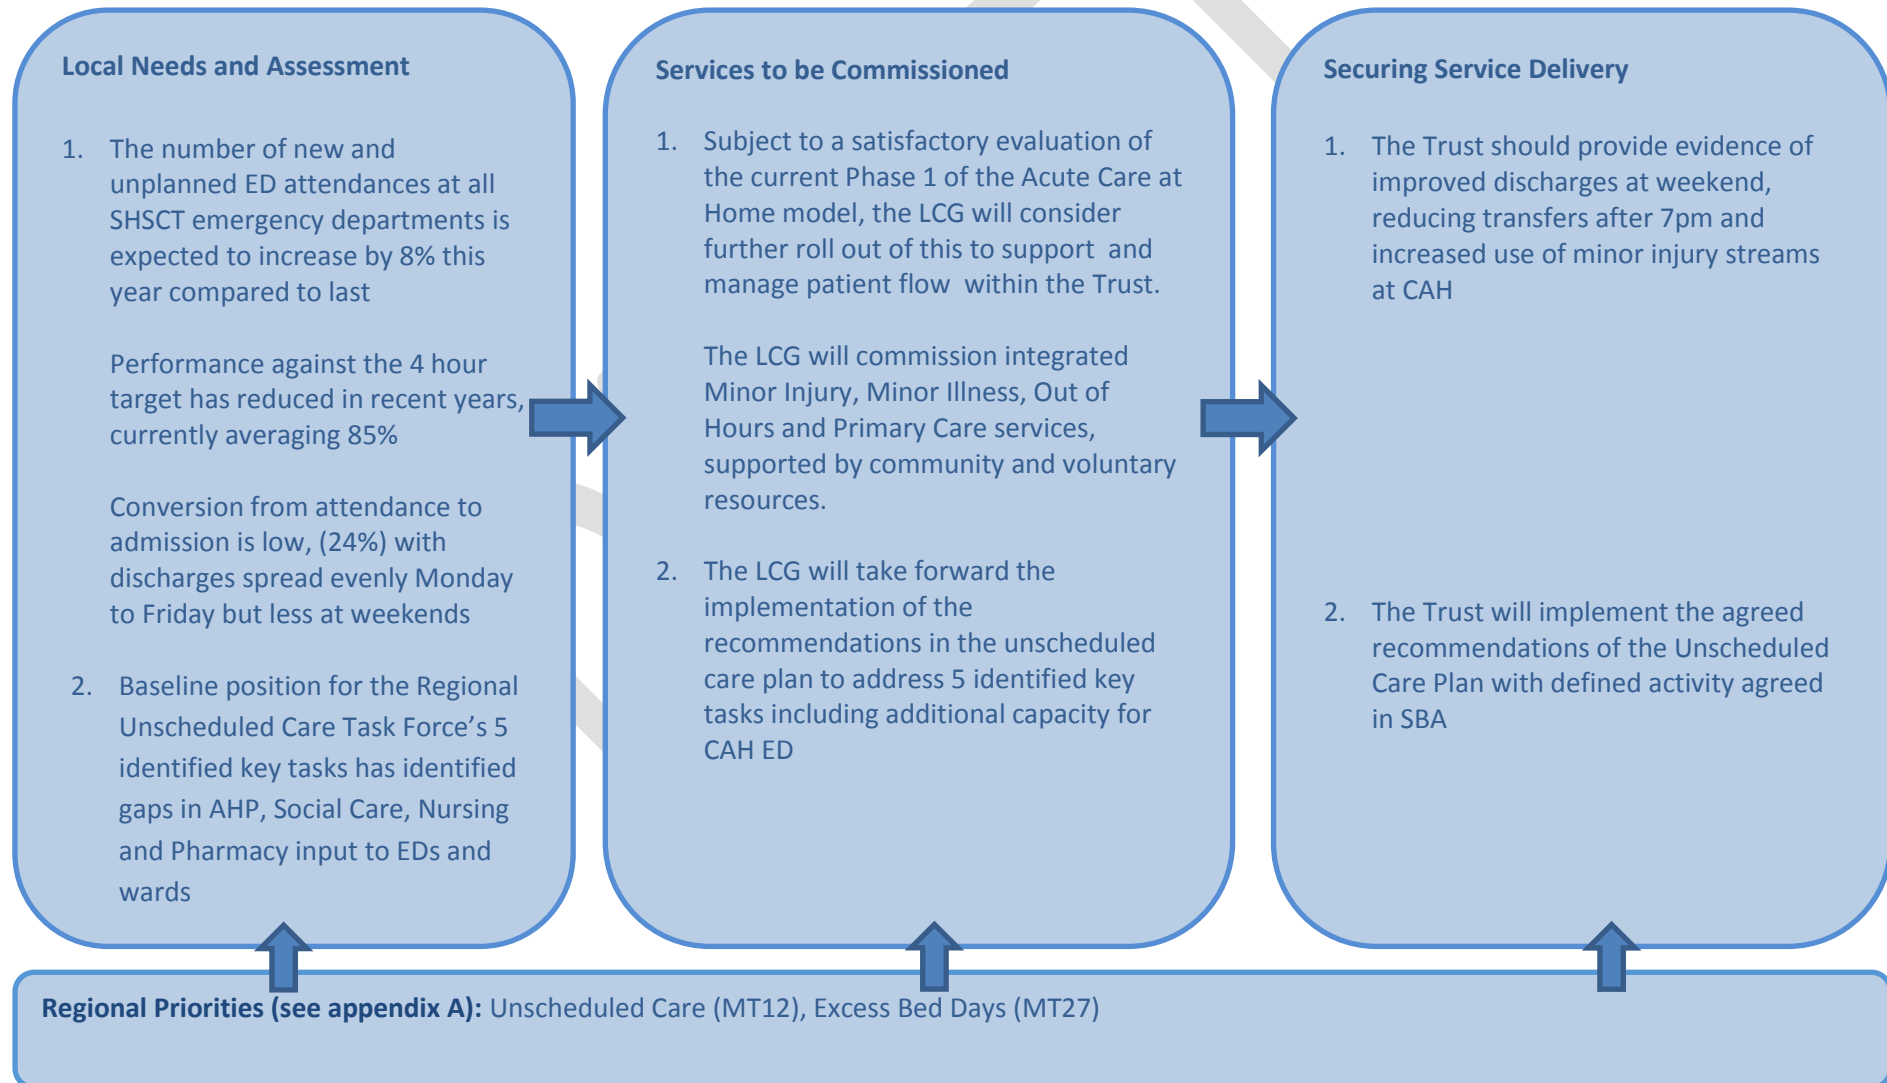 Local Needs and Assessment
1. The number of new and
unplanned ED attendances at all
SHSCT emergency departments is
expected to increase by 8% this
year compared to last
Performance against the 4 hour
target has reduced in recent years,
currently averaging 85%
Conversion from attendance to
admission is low, (24%) with
discharges spread evenly Monday
to Friday but less at weekends
2. Baseline position for the Regional
Unscheduled Care Task Force’s 5
identified key tasks has identified
gaps in AHP, Social Care, Nursing
and Pharmacy input to EDs and
wards
Services to be Commissioned
1. Subject to a satisfactory evaluation of
the current Phase 1 of the Acute Care at
Home model, the LCG will consider
further roll out of this to support and
manage patient flow within the Trust.
The LCG will commission integrated
Minor Injury, Minor Illness, Out of
Hours and Primary Care services,
supported by community and voluntary
resources.
2. The LCG will take forward the
implementation of the
recommendations in the unscheduled
care plan to address 5 identified key
tasks including additional capacity for
CAH ED
Securing Service Delivery
1. The Trust should provide evidence of
improved discharges at weekend,
reducing transfers after 7pm and
increased use of minor injury streams
at CAH
2. The Trust will implement the agreed
recommendations of the Unscheduled
Care Plan with defined activity agreed
in SBA
Regional Priorities (see appendix A): Unscheduled Care (MT12), Excess Bed Days (MT27)